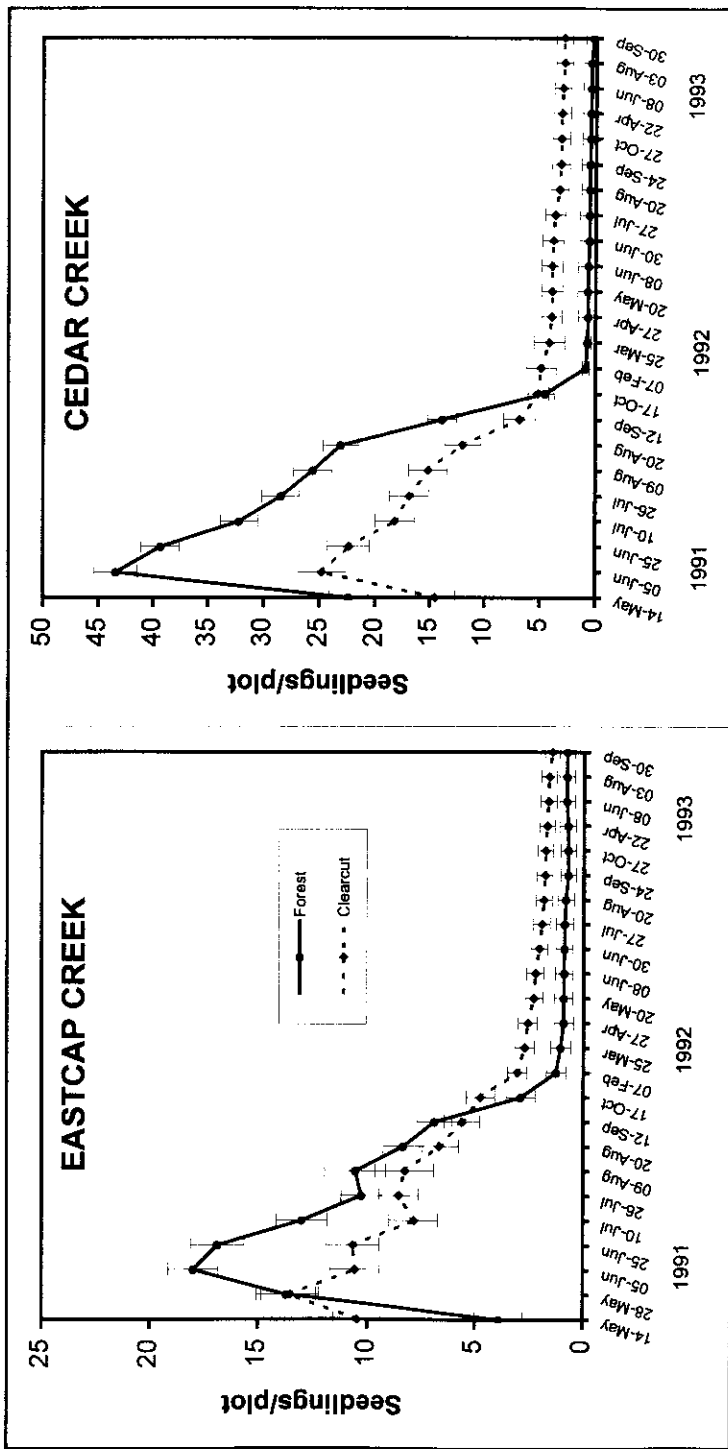 EASTCAP CREEK
25
20
15
10
5
0
Seedlings/plot
Forest
Clearcut
14-May
28-May
05-Jun
25-Jun
10-Jul
26-Jul
09-Aug
20-Aug
12-Sep
17-Oct
07-Feb
25-Mar
27-Apr
20-May
08-Jun
30-Jun
27-Jul
20-Aug
24-Sep
27-Oct
22-Apr
08-Jun
03-Aug
30-Sep
1991
1992
1993
CEDAR CREEK
50
45
40
35
30
25
20
15
10
5
0
Seedlings/plot
14-May
05-Jun
25-Jun
10-Jul
26-Jul
09-Aug
20-Aug
12-Sep
17-Oct
07-Feb
25-Mar
27-Apr
20-May
08-Jun
30-Jun
27-Jul
20-Aug
24-Sep
27-Oct
22-Apr
08-Jun
03-Aug
30-Sep
1991
1992
1993